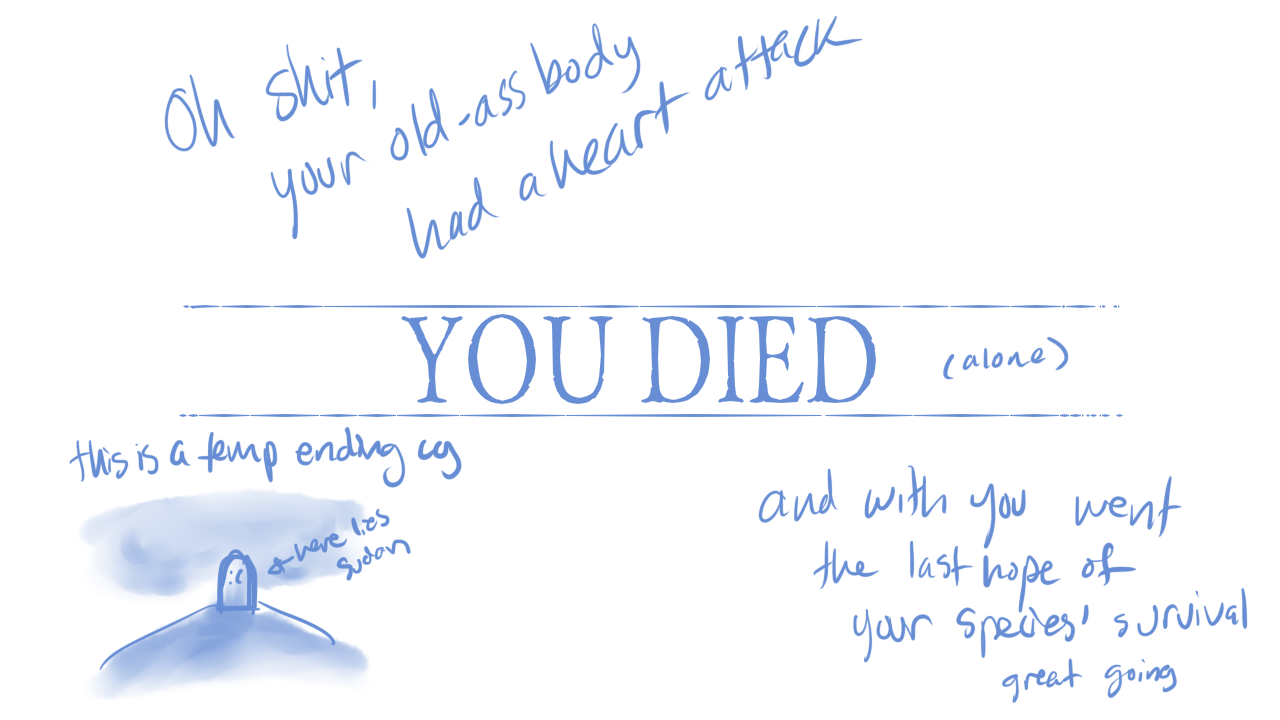 Oh shit,
your old-ass body
had a heart attack
YOU DIED
(alone)
this is a temp ending cg
here lies
sudan
and with you went
the last hope of
your species' survival
great going